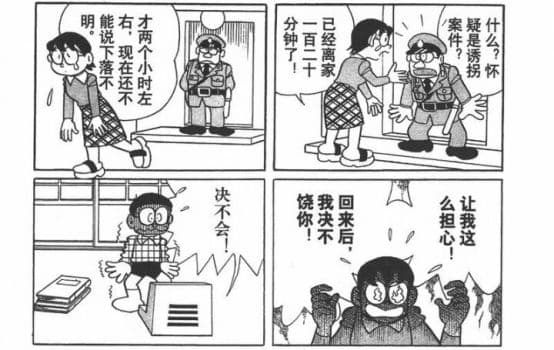 什么？怀
疑是诱拐
案件？
已经离家
一百二十
分钟了！
才两个小时左
右，现在还不
能说下落不
明。
让我这
么担心！
回来后，
我决不
饶你！
决不会！